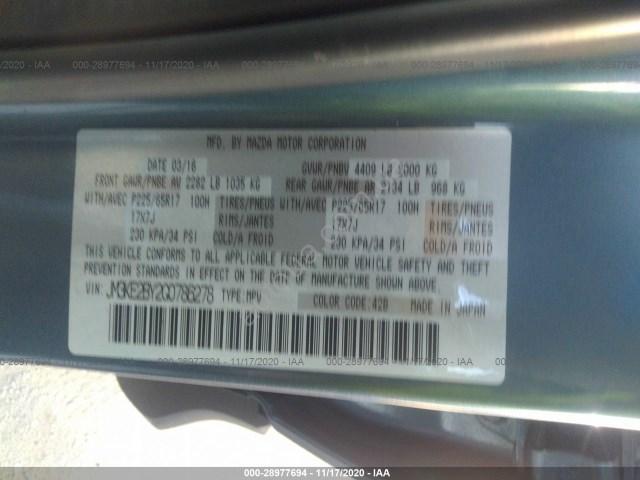 000-28977694 - 11/17/2020 - IAA
MFD. BY MAZDA MOTOR CORPORATION
DATE 03/16 GVWR/PNBV 4409 LB 2000 KG
FRONT GAWR/PNBE AV 2282 LB 1035 KG REAR GAWR/PNBE AR 2134 LB 968 KG
WITH/AVEC P225/65R17 100H TIRES/PNEUS WITH/AVEC P225/65R17 100H TIRES/PNEUS
17X7J RIMS/JANTES 17X7J RIMS/JANTES
230 KPA/34 PSI COLD/A FROID 230 KPA/34 PSI COLD/A FROID
THIS VEHICLE CONFORMS TO ALL APPLICABLE FEDERAL MOTOR VEHICLE SAFETY AND THEFT
PREVENTION STANDARDS IN EFFECT ON THE DATE OF MANUFACTURE SHOWN ABOVE.
VIN: JM3KE2BY2G0786278 TYPE:MPV COLOR CODE:42B MADE IN JAPAN
000-28977694 - 11/17/2020 - IAA